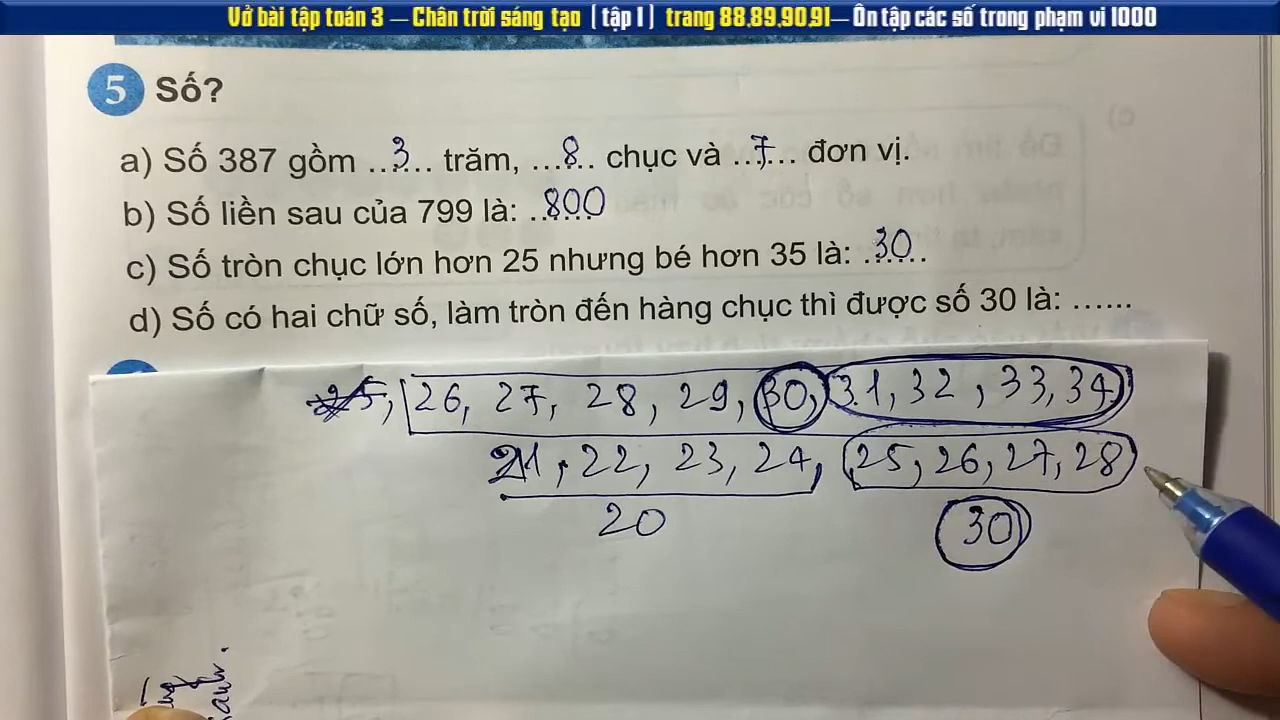 Vở bài tập toán 3 – Chân trời sáng tạo (tập 1) trang 88.89.90.91– Ôn tập các số trong phạm vi 1000
5 Số?
a) Số 387 gồm ..3... trăm, ...8.. chục và ..7... đơn vị.
b) Số liền sau của 799 là: ..800
c) Số tròn chục lớn hơn 25 nhưng bé hơn 35 là: .30..
d) Số có hai chữ số, làm tròn đến hàng chục thì được số 30 là: ......
25, 26, 27, 28, 29, 30, 31, 32, 33, 34
21, 22, 23, 24, 25, 26, 27, 28
20 30